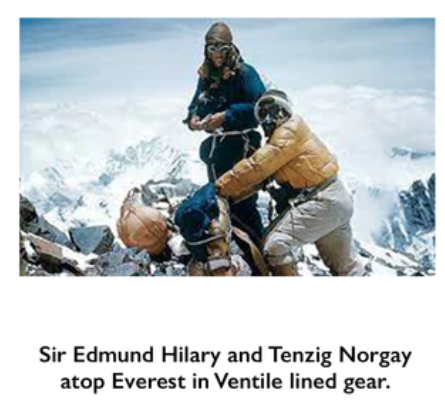 Sir Edmund Hilary and Tenzig Norgay
atop Everest in Ventile lined gear.